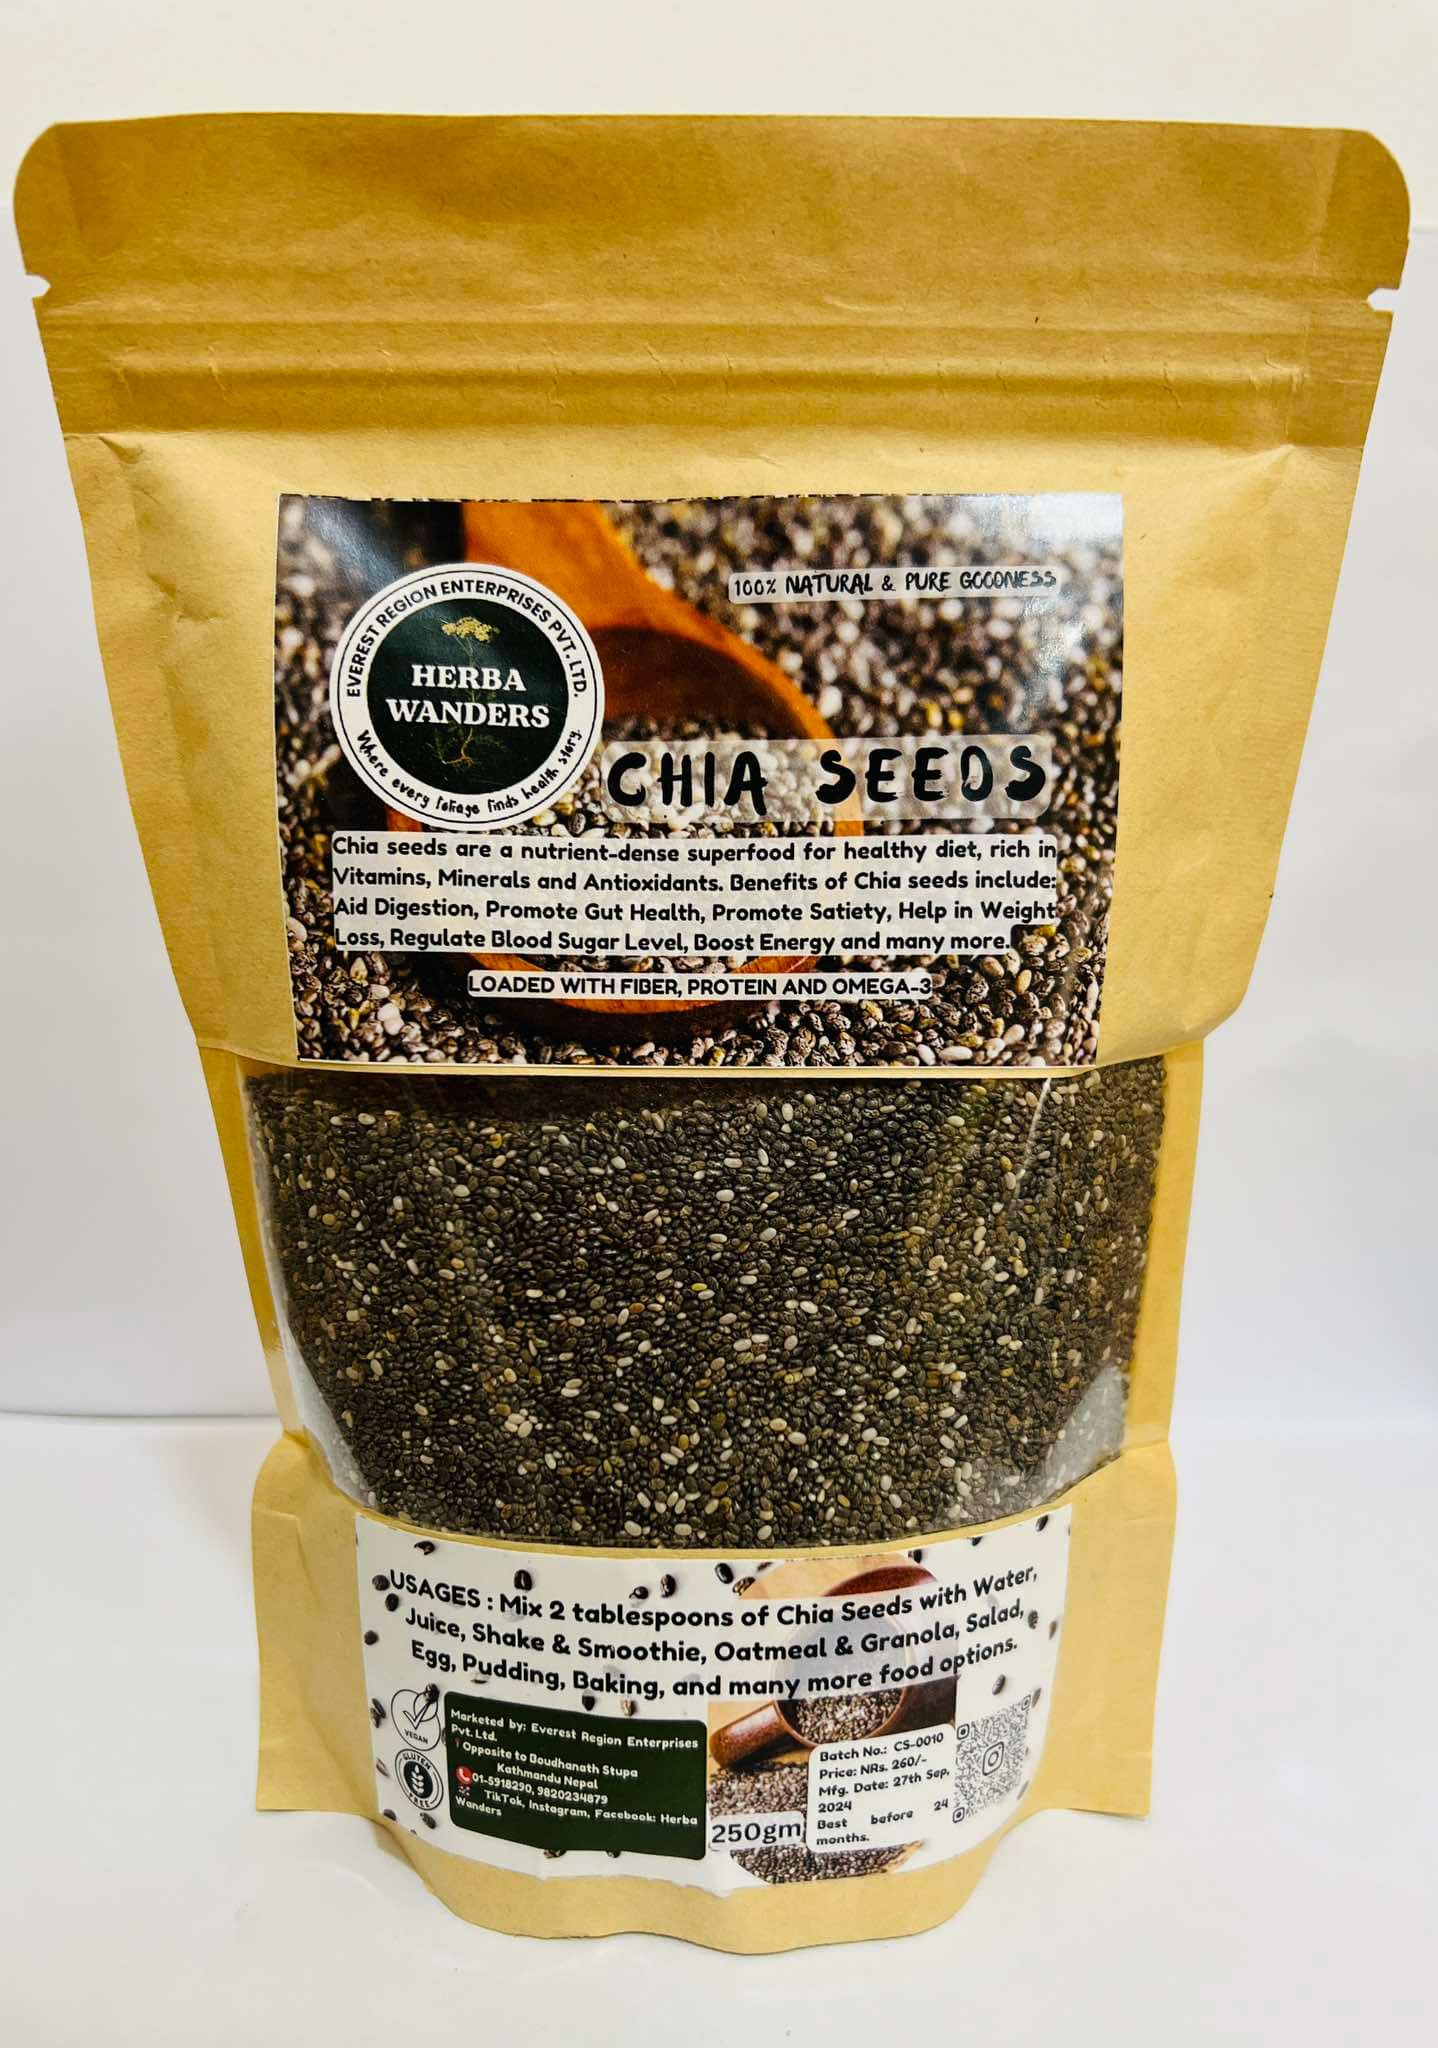 100% NATURAL & PURE GOODNESS
EVEREST REGION ENTERPRISES PVT. LTD.
HERBA
WANDERS
Where every foliage finds health story.
CHIA SEEDS
Chia seeds are a nutrient-dense superfood for healthy diet, rich in
Vitamins, Minerals and Antioxidants. Benefits of Chia seeds include:
Aid Digestion, Promote Gut Health, Promote Satiety, Help in Weight
Loss, Regulate Blood Sugar Level, Boost Energy and many more.
LOADED WITH FIBER, PROTEIN AND OMEGA-3
USAGES : Mix 2 tablespoons of Chia Seeds with Water,
Juice, Shake & Smoothie, Oatmeal & Granola, Salad,
Egg, Pudding, Baking, and many more food options.
VEGAN
GLUTEN
FREE
Marketed by: Everest Region Enterprises
Pvt. Ltd.
Opposite to Boudhanath Stupa
Kathmandu Nepal
01-5918290, 9820234879
TikTok, Instagram, Facebook: Herba
Wanders
250gm
Batch No.: CS-0010
Price: NRs. 260/-
Mfg. Date: 27th Sep,
2024
Best before 24
months.